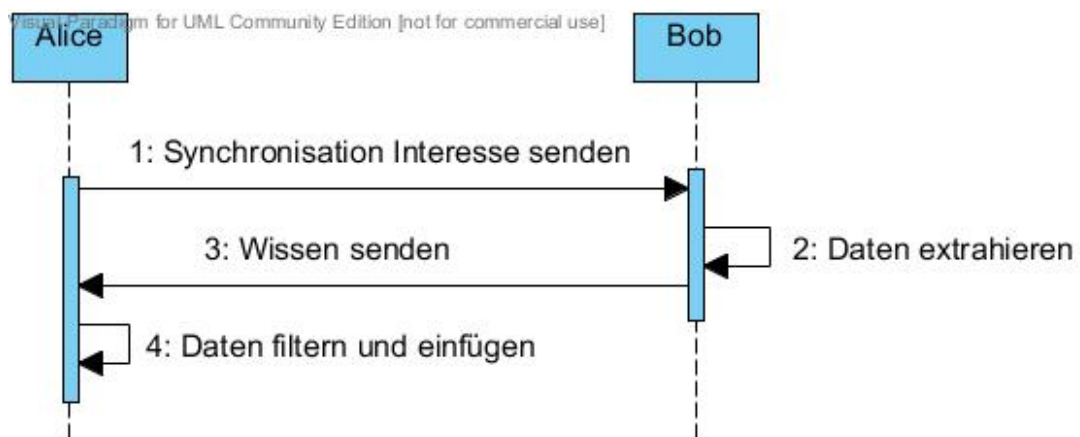 Visual Paradigm for UML Community Edition [not for commercial use]
Alice
Bob
1: Synchronisation Interesse senden
3: Wissen senden
2: Daten extrahieren
4: Daten filtern und einfügen